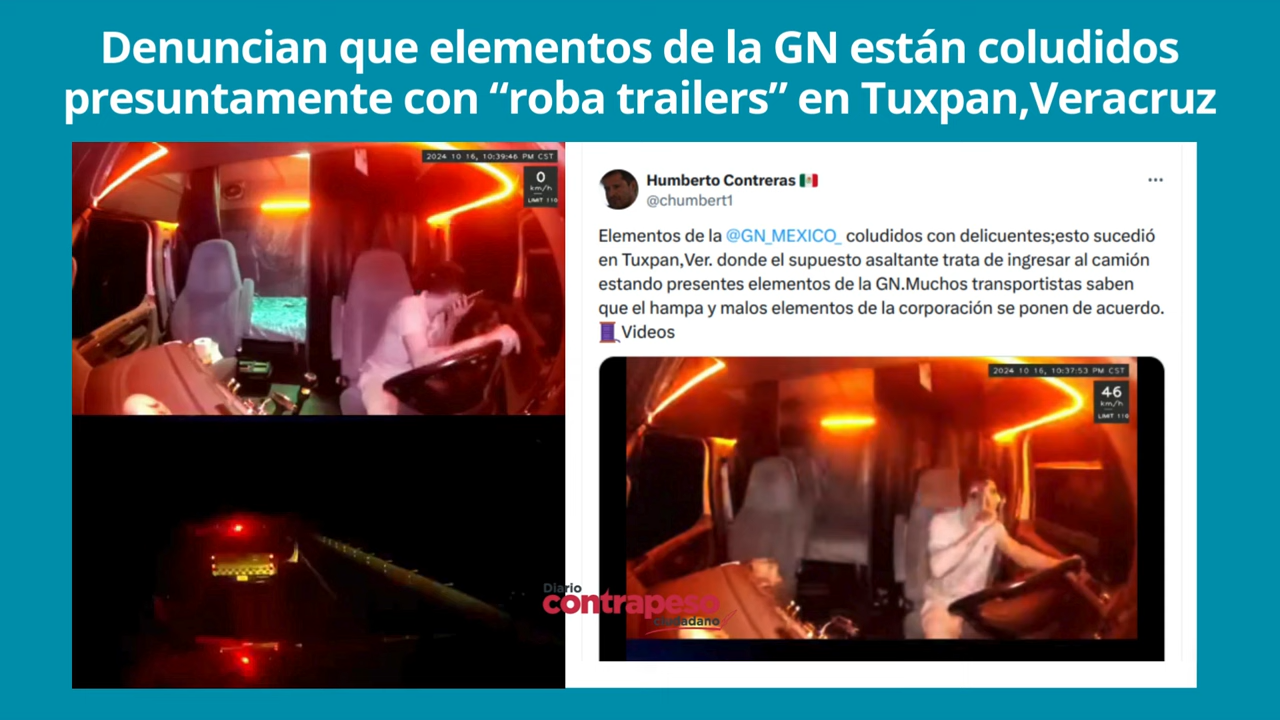 Denuncian que elementos de la GN están coludidos
presuntamente con “roba trailers” en Tuxpan,Veracruz
2024 10 16, 10:39:46 PM CST
0
km/h
LIMIT 110
Humberto Contreras 🇲🇽
@chumbert1
Elementos de la @GN_MEXICO_ coludidos con delicuentes;esto sucedió
en Tuxpan,Ver. donde el supuesto asaltante trata de ingresar al camión
estando presentes elementos de la GN.Muchos transportistas saben
que el hampa y malos elementos de la corporación se ponen de acuerdo.
🧵Videos
2024 10 16, 10:37:53 PM CST
46
km/h
LIMIT 110
Diario
contrapeso
ciudadano